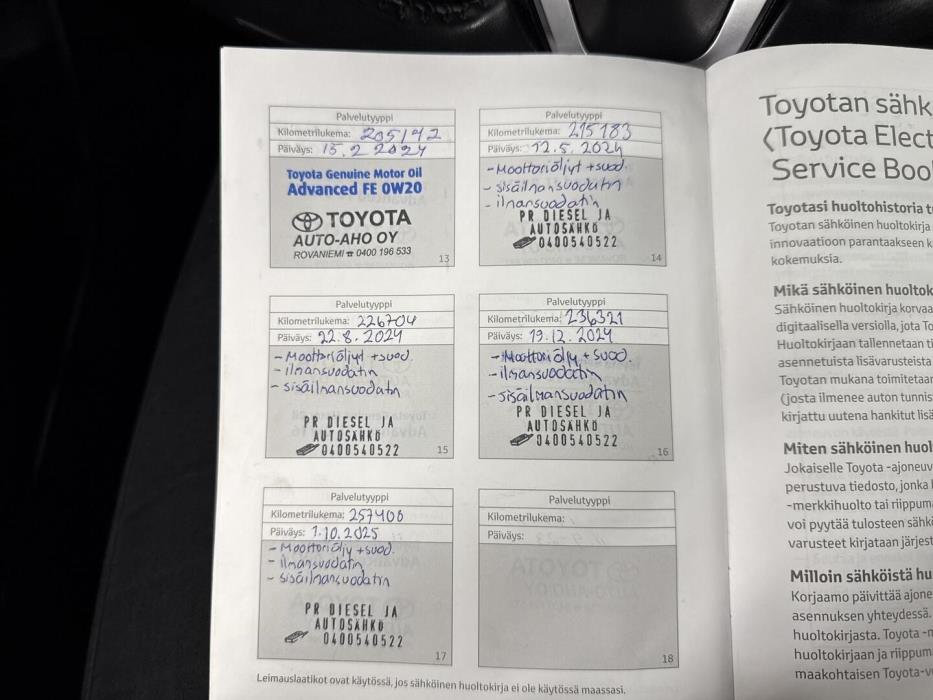 Palvelutyyppi
Kilometrilukema: 205142
Päiväys: 15.2 2024
Toyota Genuine Motor Oil
Advanced FE 0W20
TOYOTA
AUTO-AHO OY
ROVANIEMI ☎ 0400 196 533
13
Palvelutyyppi
Kilometrilukema: 215183
Päiväys: 12.5.2024
- Moottoriöljyt +suod.
- sisäilmansuodatin
- ilmansuodatin
PR DIESEL JA
AUTOSÄHKÖ
0400540522
14
Palvelutyyppi
Kilometrilukema: 226704
Päiväys: 22.8.2024
- Moottoriöljyt +suod.
- ilmansuodatin
- sisäilmansuodatin
PR DIESEL JA
AUTOSÄHKÖ
0400540522
15
Palvelutyyppi
Kilometrilukema: 236321
Päiväys: 19.12.2024
- Moottoriöljy + suod.
- ilmansuodatin
- sisäilmansuodatin
PR DIESEL JA
AUTOSÄHKÖ
0400540522
16
Palvelutyyppi
Kilometrilukema: 257408
Päiväys: 1.10.2025
- Moottoriöljy +suod.
- ilmansuodatin
- sisäilmansuodatin
PR DIESEL JA
AUTOSÄHKÖ
0400540522
17
Palvelutyyppi
Kilometrilukema:
Päiväys:
18
Leimauslaatikot ovat käytössä, jos sähköinen huoltokirja ei ole käytössä maassasi.
Toyotan sähk
(Toyota Elect
Service Boo
Toyotasi huoltohistoria t
Toyotan sähköinen huoltokirja
innovaatioon parantaakseen k
kokemuksia.
Mikä sähköinen huoltok
Sähköinen huoltokirja korvaa
digitaalisella versiolla, jota To
Huoltokirjaan tallennetaan ti
asennetuista lisävarusteista
Toyotan mukana toimitetaar
(josta ilmenee auton tunnis
kirjattu uutena hankitut lisä
Miten sähköinen huol
Jokaiselle Toyota -ajoneuv
perustuva tiedosto, jonka
-merkkihuolto tai riippum
voi pyytää tulosteen sähk
varusteet kirjataan järjest
Milloin sähköistä hu
Korjaamo päivittää ajone
asennuksen yhteydessä.
huoltokirjasta. Toyota -n
huoltokirjaan ja riippuma
maakohtaisen Toyota-v